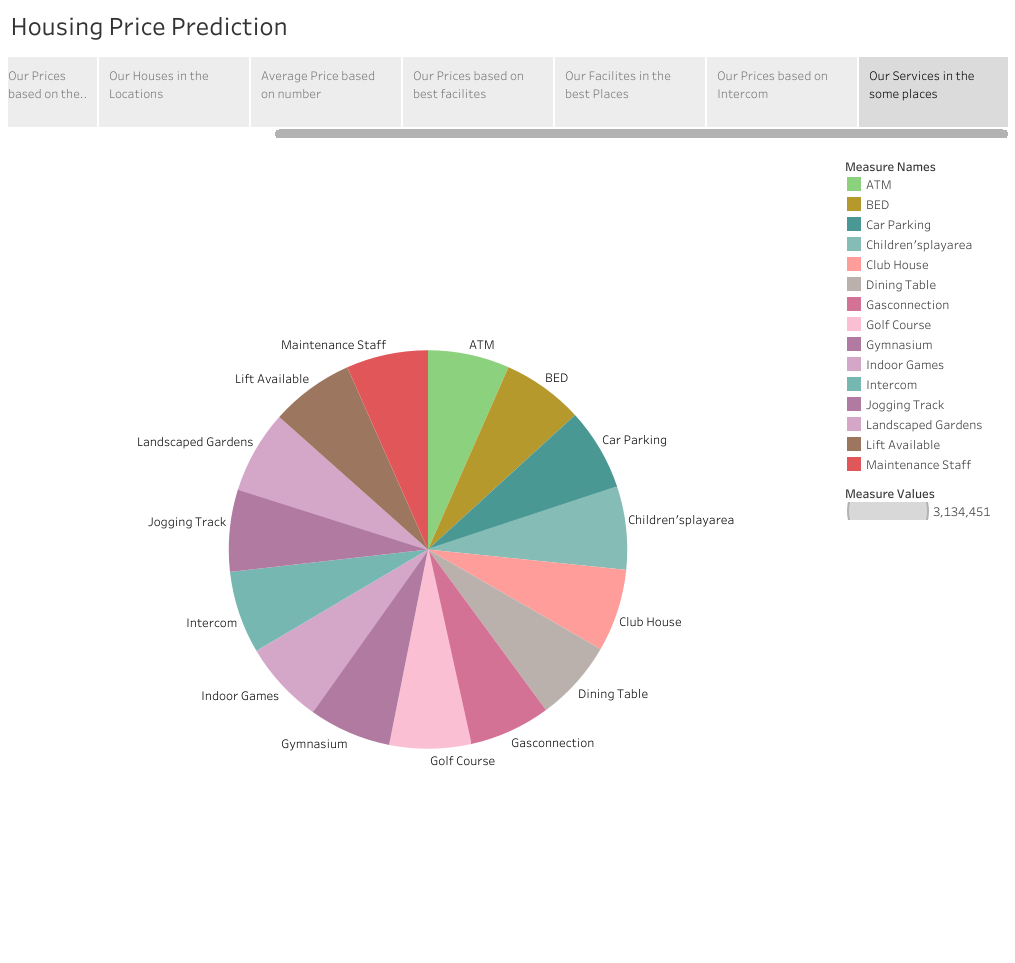 Housing Price Prediction
Our Prices
based on the..
Our Houses in the
Locations
Average Price based
on number
Our Prices based on
best facilites
Our Facilites in the
best Places
Our Prices based on
Intercom
Our Services in the
some places
Measure Names
ATM
BED
Car Parking
Children'splayarea
Club House
Dining Table
Gasconnection
Golf Course
Gymnasium
Indoor Games
Intercom
Jogging Track
Landscaped Gardens
Lift Available
Maintenance Staff
Measure Values
3,134,451
Maintenance Staff
ATM
Lift Available
BED
Landscaped Gardens
Car Parking
Jogging Track
Children'splayarea
Intercom
Club House
Indoor Games
Dining Table
Gymnasium
Gasconnection
Golf Course